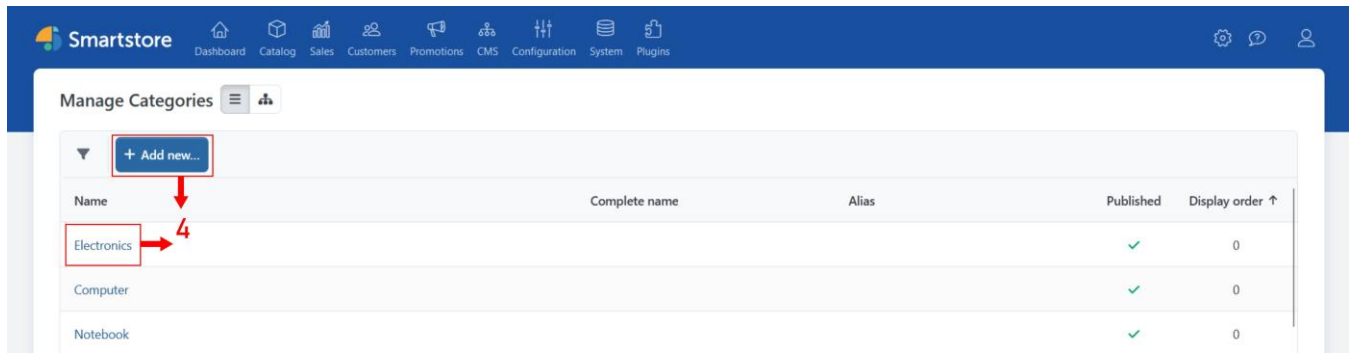 Smartstore
Dashboard Catalog Sales Customers Promotions CMS Configuration System Plugins
Manage Categories
+ Add new...
Name Complete name Alias Published Display order ↑
4
Electronics 0
Computer 0
Notebook 0